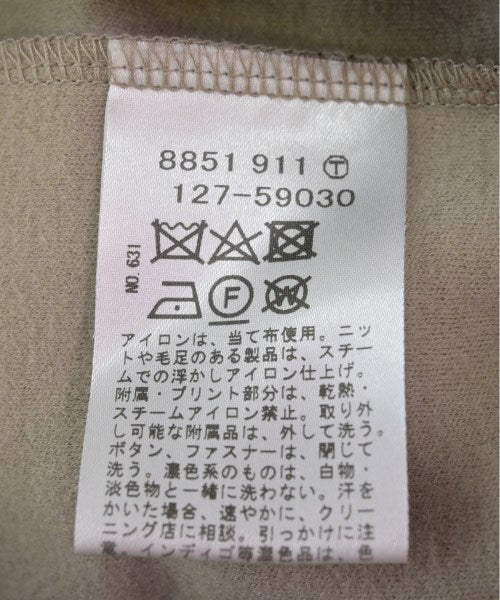 8851 911 Ⓣ
127-59030
NO. 631
F
W
アイロンは、当て布使用。ニッ
トや毛足のある製品は、スチー
ムでの浮かしアイロン仕上げ。
附属・プリント部分は、乾熱・
スチームアイロン禁止。取り外
し可能な附属品は、外して洗う。
ボタン、ファスナーは、閉じて
洗う。濃色系のものは、白物・
淡色物と一緒に洗わない。汗を
かいた場合、速やかに、クリー
ニング店に相談。引っかけに注
意。インディゴ等濃色品は、色